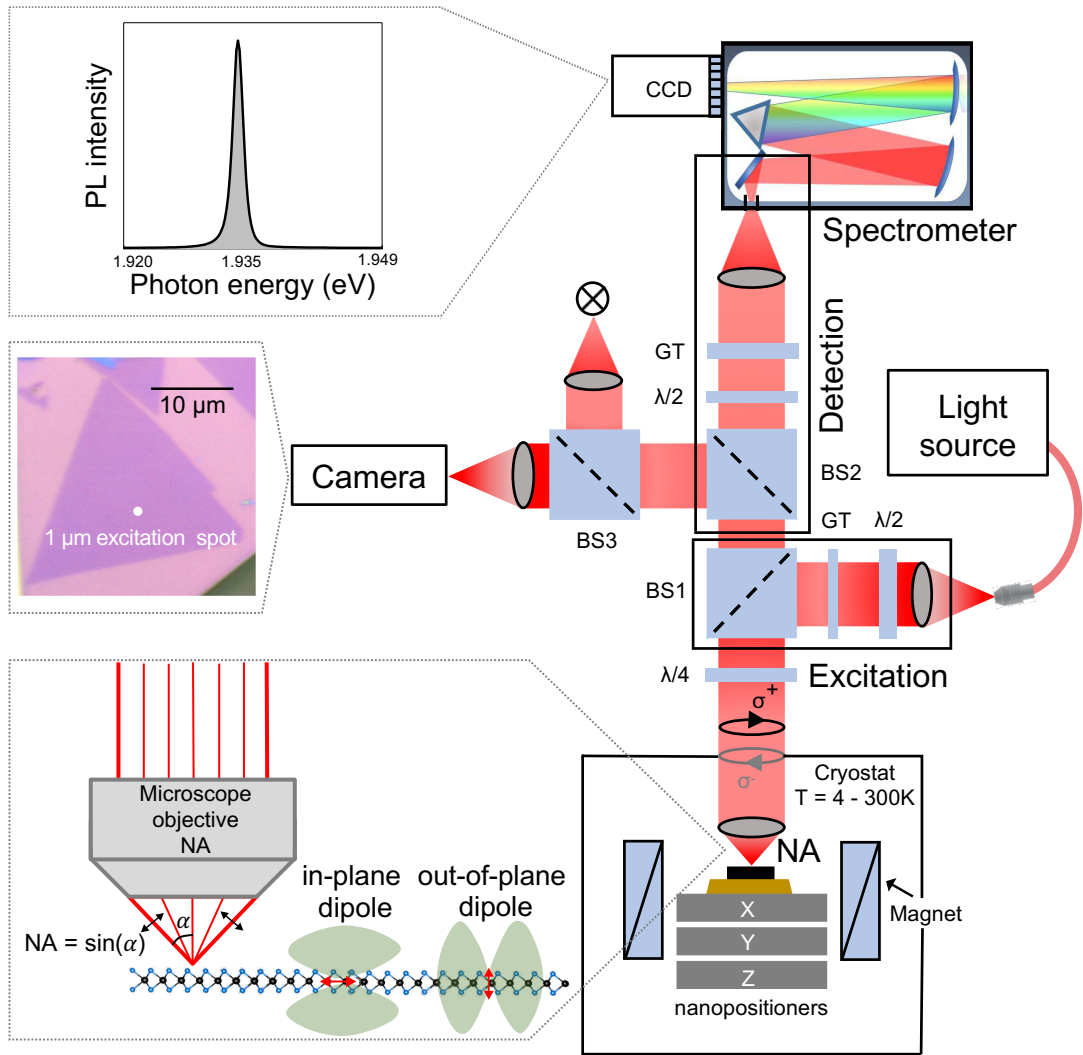 PL intensity
1.920
1.935
1.949
Photon energy (eV)
CCD
Spectrometer
Detection
GT
λ/2
BS2
10 μm
1 μm excitation spot
Camera
BS3
Light
source
GT
λ/2
BS1
Excitation
λ/4
σ+
σ-
Cryostat
T = 4 - 300K
NA
Magnet
X
Y
Z
nanopositioners
Microscope
objective
NA
α
NA = sin(α)
in-plane
dipole
out-of-plane
dipole